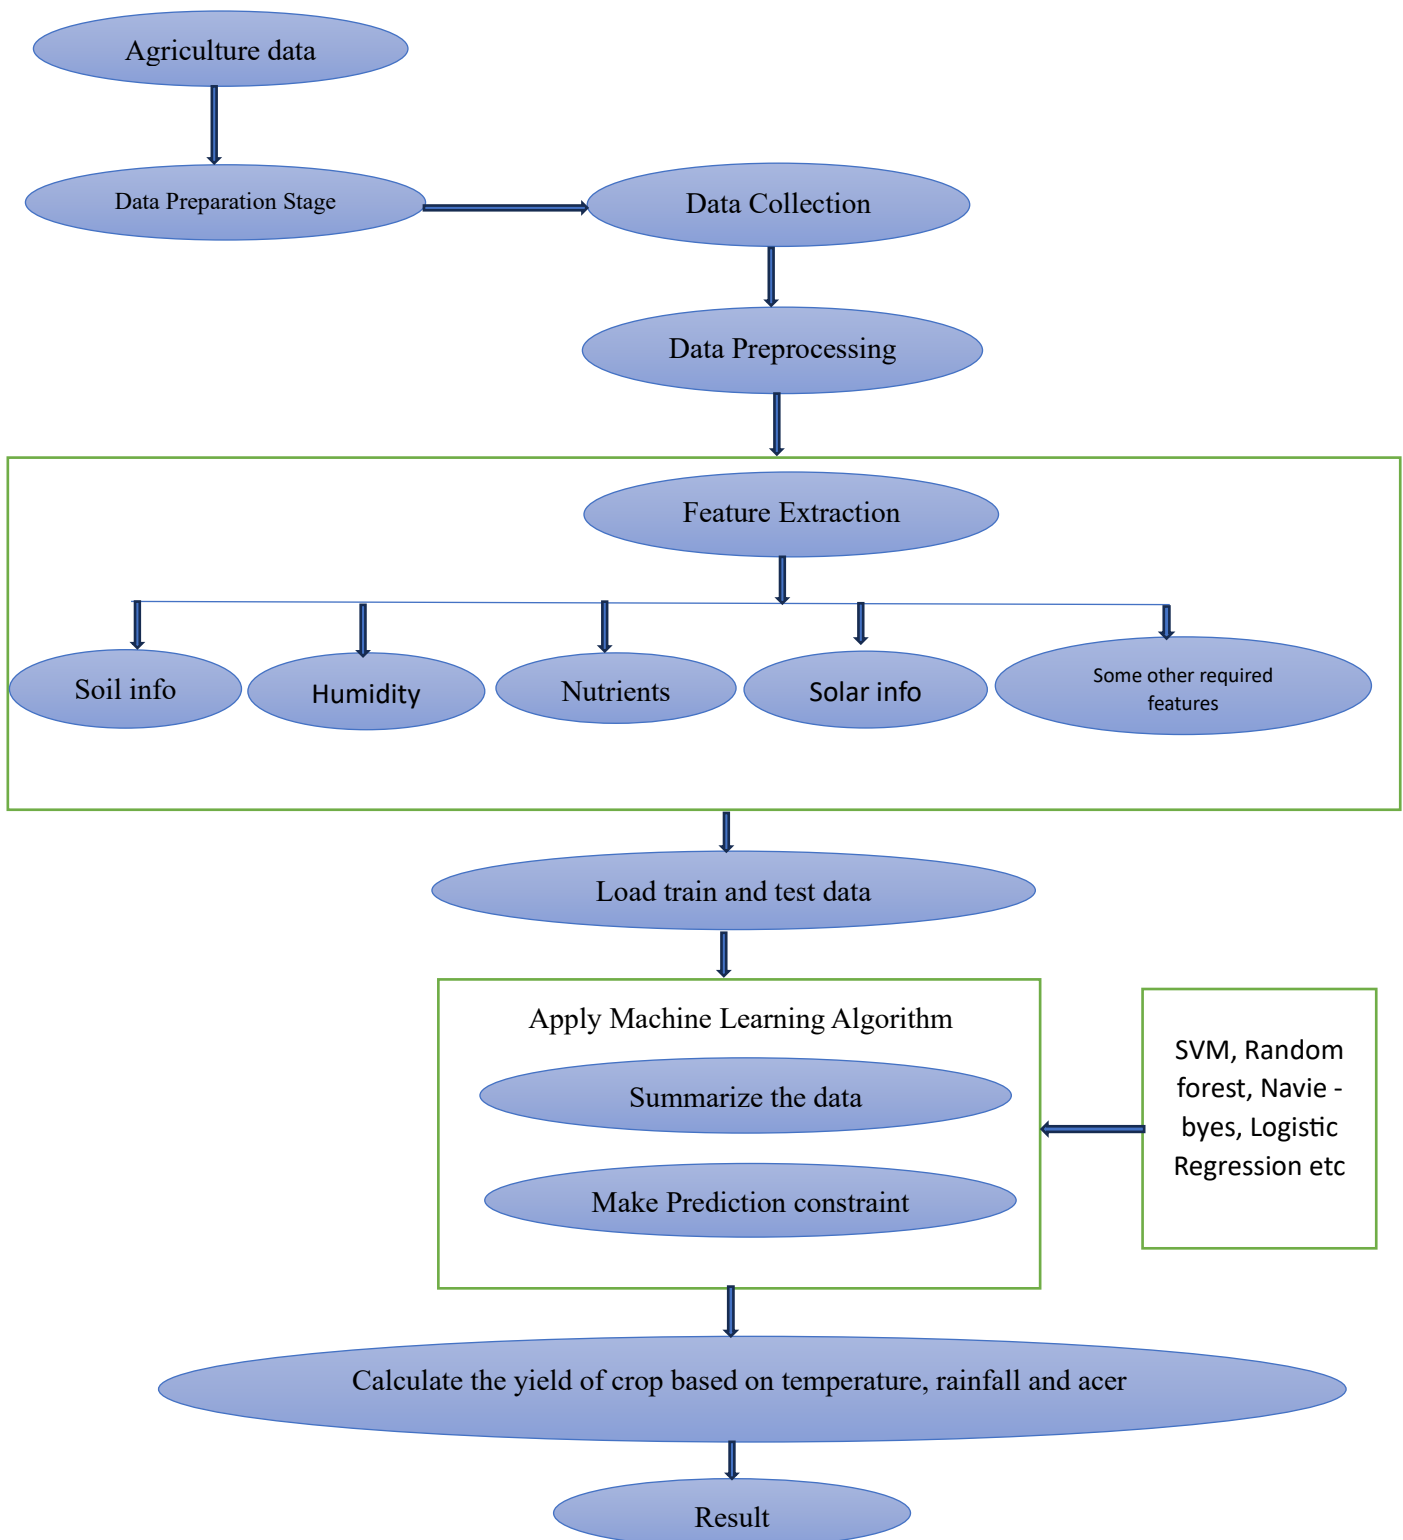 Agriculture data
Data Preparation Stage
Data Collection
Data Preprocessing
Feature Extraction
Soil info
Humidity
Nutrients
Solar info
Some other required
features
Load train and test data
Apply Machine Learning Algorithm
Summarize the data
Make Prediction constraint
SVM, Random
forest, Navie -
byes, Logistic
Regression etc
Calculate the yield of crop based on temperature, rainfall and acer
Result